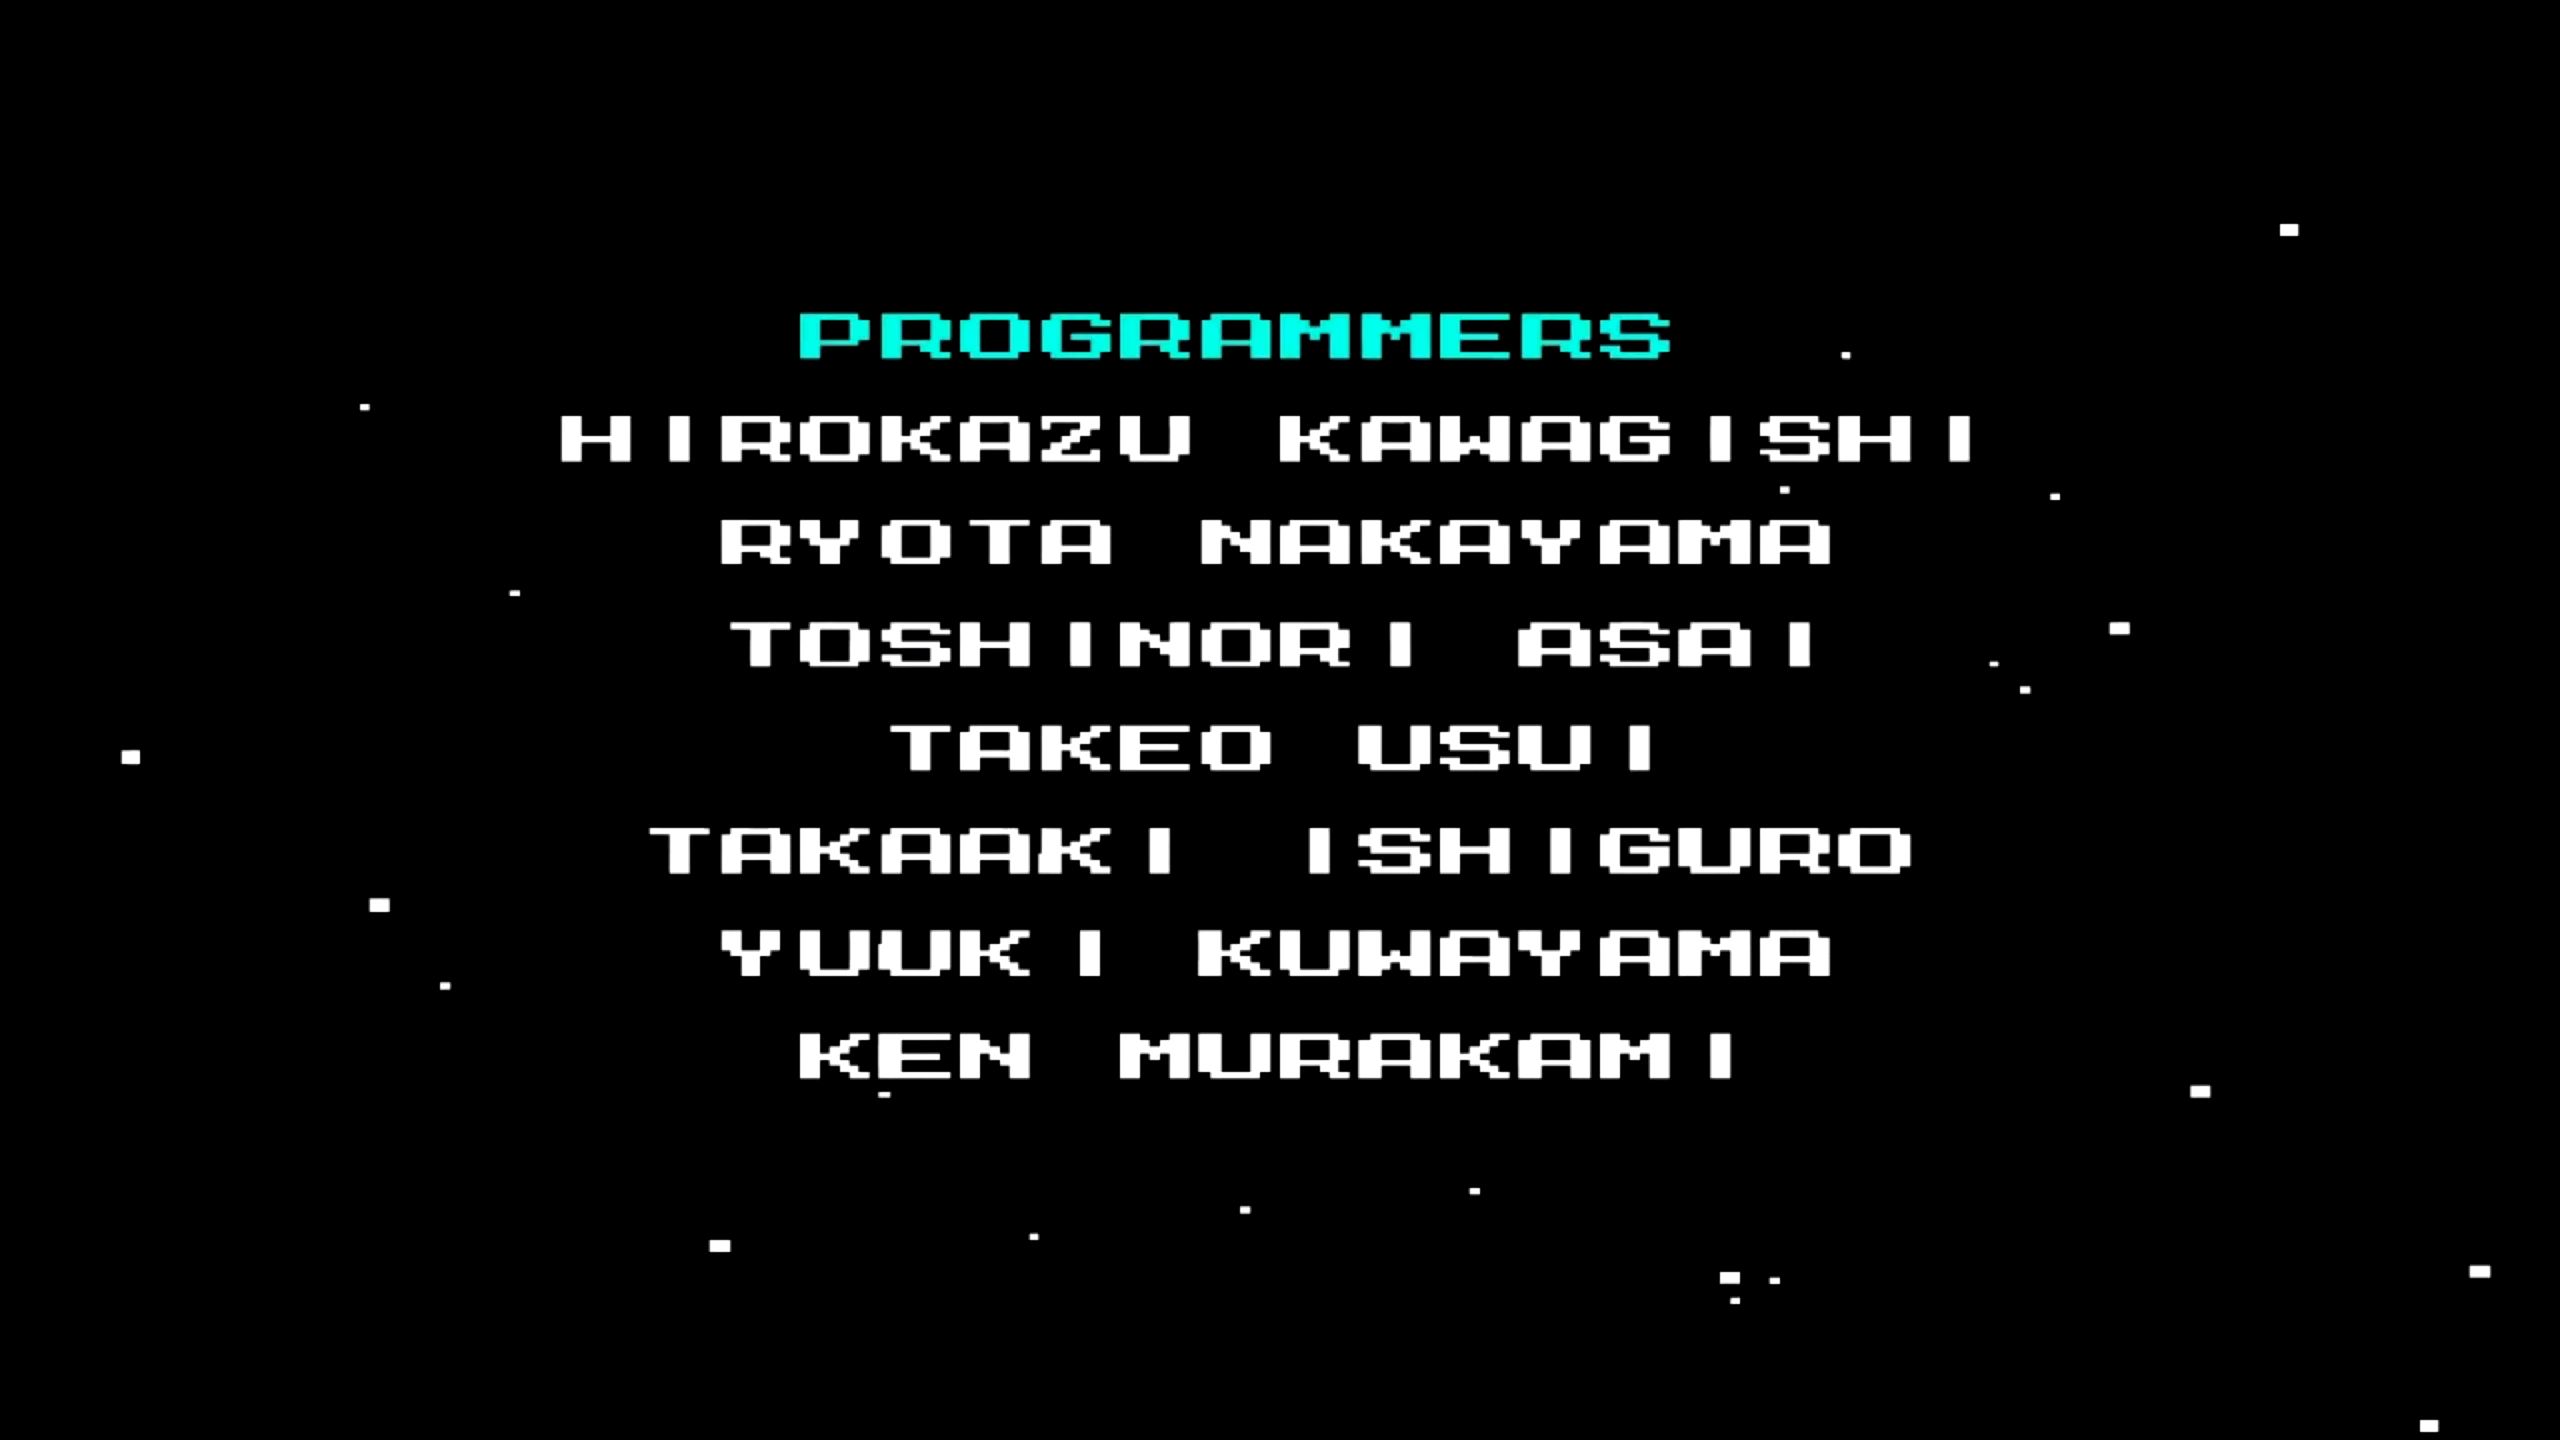 PROGRAMMERS
HIROKAZU KAWAGISHI
RYOTA NAKAYAMA
TOSHINORI ASAI
TAKEO USUI
TAKAAKI ISHIGURO
YUUKI KUWAYAMA
KEN MURAKAMI